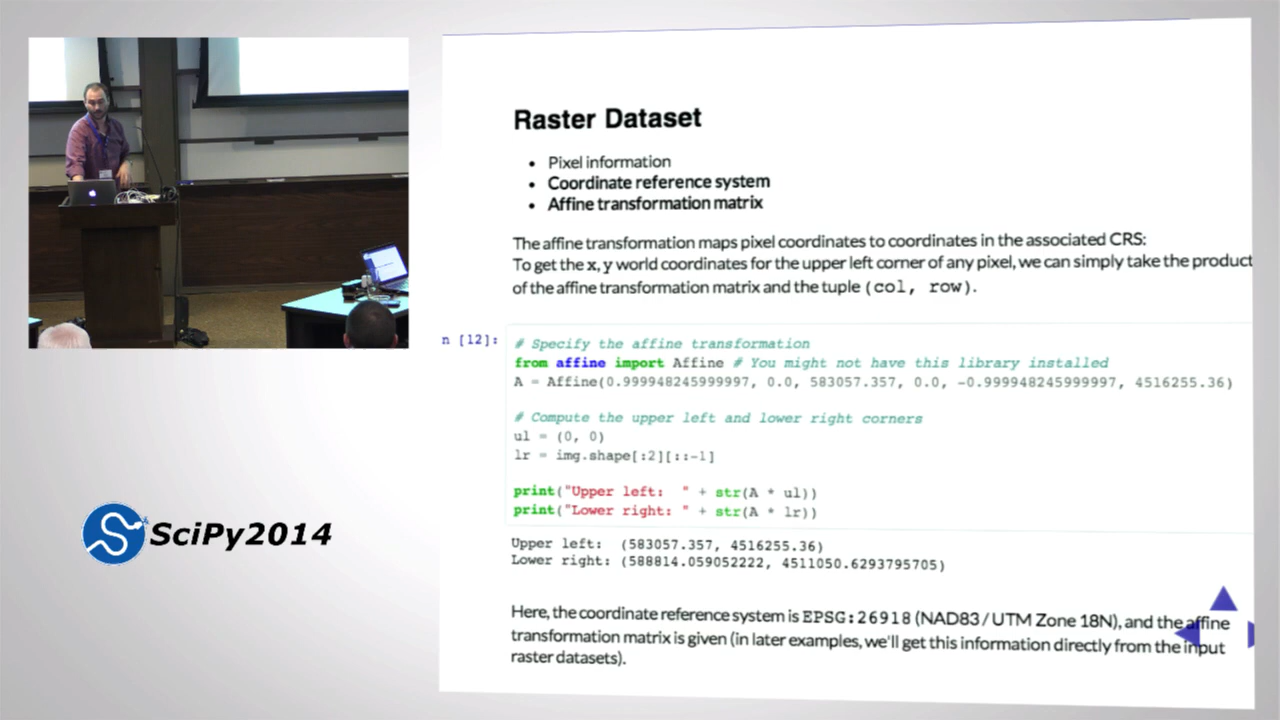 Raster Dataset
• Pixel information
• Coordinate reference system
• Affine transformation matrix
The affine transformation maps pixel coordinates to coordinates in the associated CRS:
To get the x, y world coordinates for the upper left corner of any pixel, we can simply take the product
of the affine transformation matrix and the tuple (col, row).
n [12]:
# Specify the affine transformation
from affine import Affine # You might not have this library installed
A = Affine(0.999948245999997, 0.0, 583057.357, 0.0, -0.999948245999997, 4516255.36)
# Compute the upper left and lower right corners
ul = (0, 0)
lr = img.shape[:2][::-1]
print("Upper left:  " + str(A * ul))
print("Lower right: " + str(A * lr))
Upper left:  (583057.357, 4516255.36)
Lower right: (588814.059052222, 4511050.6293795705)
Here, the coordinate reference system is EPSG:26918 (NAD83 / UTM Zone 18N), and the affine
transformation matrix is given (in later examples, we'll get this information directly from the input
raster datasets).
SciPy2014